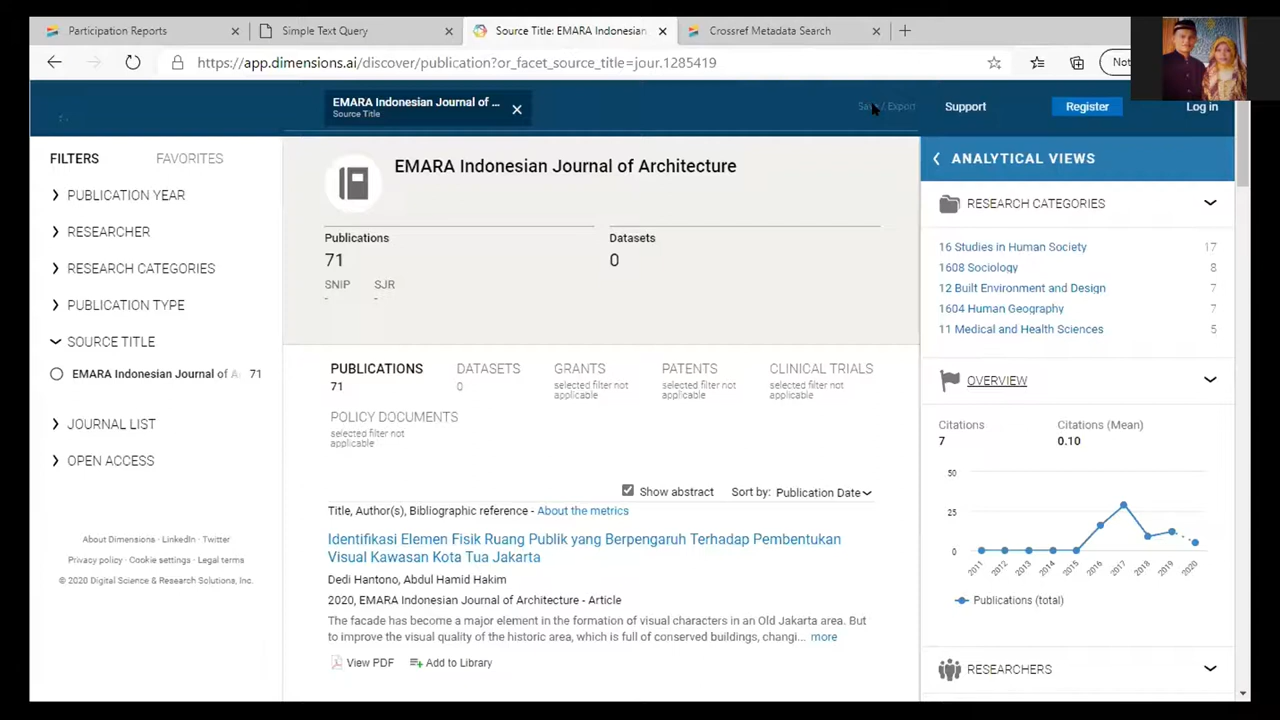 Participation Reports
Simple Text Query
Source Title: EMARA Indonesian
Crossref Metadata Search
https://app.dimensions.ai/discover/publication?or_facet_source_title=jour.1285419
EMARA Indonesian Journal of ...
Source Title
Save / Export
Support
Register
Log in
FILTERS
FAVORITES
PUBLICATION YEAR
RESEARCHER
RESEARCH CATEGORIES
PUBLICATION TYPE
SOURCE TITLE
EMARA Indonesian Journal of 71
JOURNAL LIST
OPEN ACCESS
About Dimensions · LinkedIn · Twitter
Privacy policy · Cookie settings · Legal terms
© 2020 Digital Science & Research Solutions, Inc.
EMARA Indonesian Journal of Architecture
Publications
71
SNIP SJR
- -
Datasets
0
PUBLICATIONS
71
DATASETS
0
GRANTS
selected filter not
applicable
PATENTS
selected filter not
applicable
CLINICAL TRIALS
selected filter not
applicable
POLICY DOCUMENTS
selected filter not
applicable
Show abstract Sort by: Publication Date
Title, Author(s), Bibliographic reference - About the metrics
Identifikasi Elemen Fisik Ruang Publik yang Berpengaruh Terhadap Pembentukan
Visual Kawasan Kota Tua Jakarta
Dedi Hantono, Abdul Hamid Hakim
2020, EMARA Indonesian Journal of Architecture - Article
The facade has become a major element in the formation of visual characters in an Old Jakarta area. But
to improve the visual quality of the historic area, which is full of conserved buildings, changi... more
View PDF Add to Library
ANALYTICAL VIEWS
RESEARCH CATEGORIES
16 Studies in Human Society 17
1608 Sociology 8
12 Built Environment and Design 7
1604 Human Geography 7
11 Medical and Health Sciences 5
OVERVIEW
Citations
7
Citations (Mean)
0.10
50
25
0
2011 2012 2013 2014 2015 2016 2017 2018 2019 2020
Publications (total)
RESEARCHERS